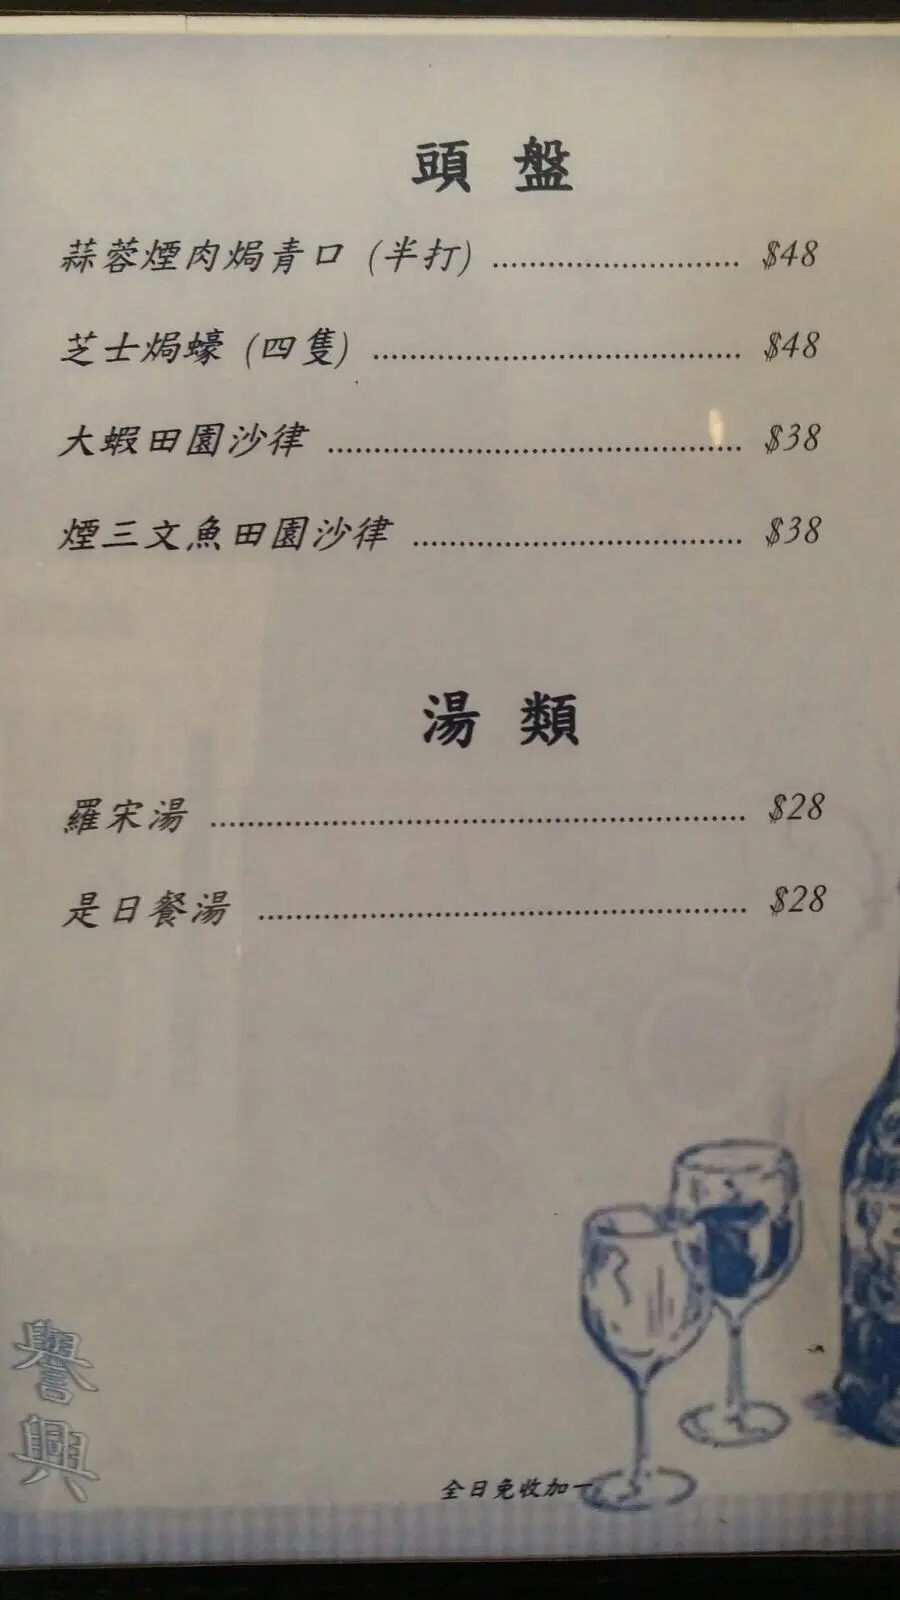 頭 盤
蒜蓉煙肉焗青口 (半打) ........................... $48
芝士焗蠔 (四隻) ........................................ $48
大蝦田園沙律 ............................................. $38
煙三文魚田園沙律 .................................... $38
湯 類
羅宋湯 .......................................................... $28
是日餐湯 ..................................................... $28
譽興
全日免收加一